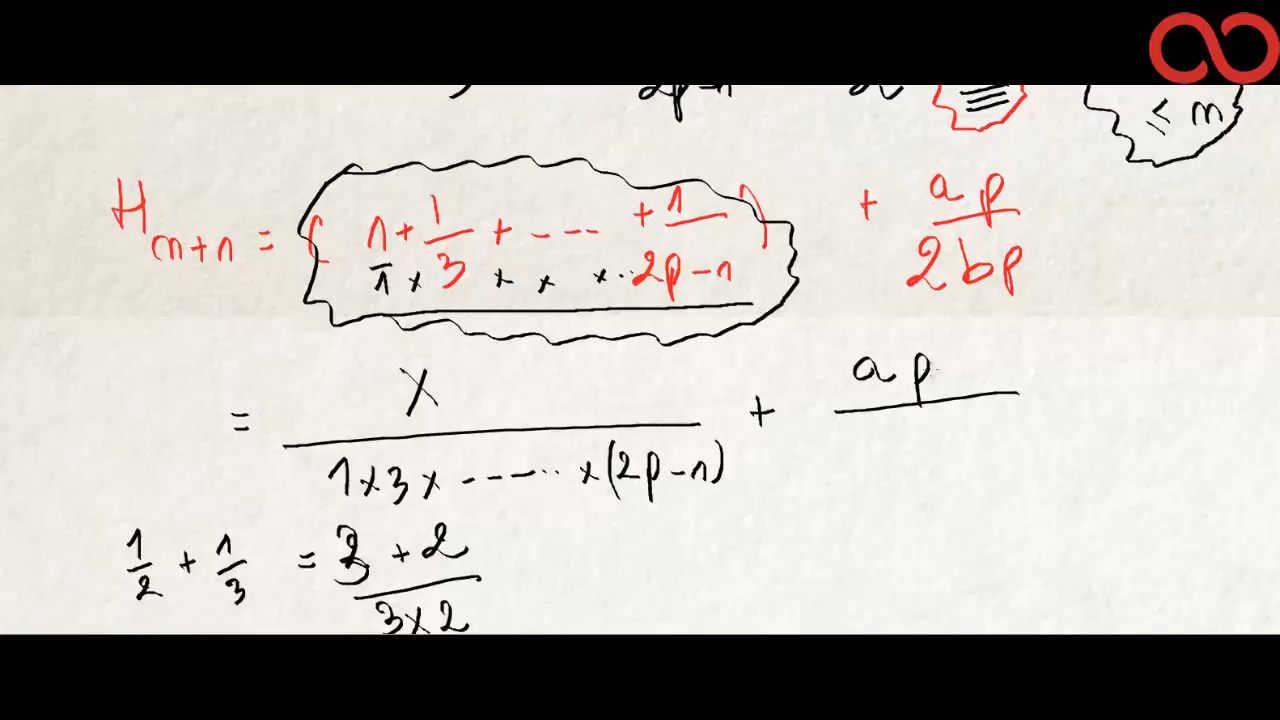 2p-1
≤ m
H_{m+n} = ( 1 + 1/3 + ---- + 1/(2p-1) ) + ap/2bp
1 × 3 × × × ..
= X/(1×3×------..×(2p-1)) + ap
1/2 + 1/3 = (3+2)/(3×2)